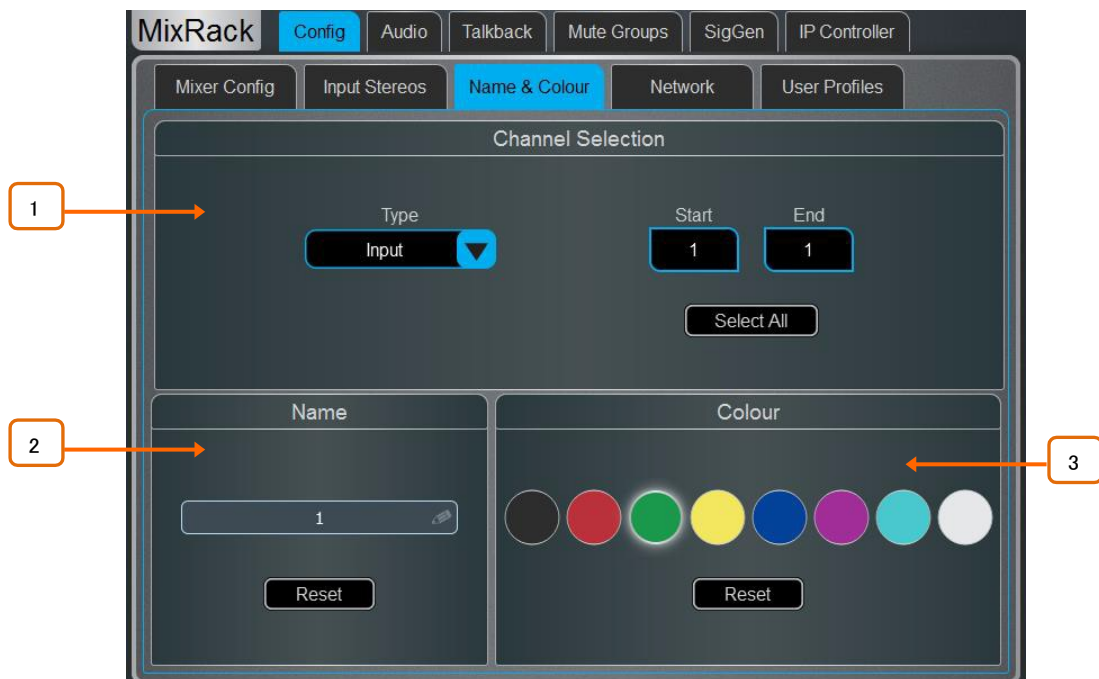 MixRack Config Audio Talkback Mute Groups SigGen IP Controller
Mixer Config Input Stereos Name & Colour Network User Profiles
Channel Selection
1
Type Start End
Input 1 1
Select All
Name Colour
2
3
1
Reset Reset